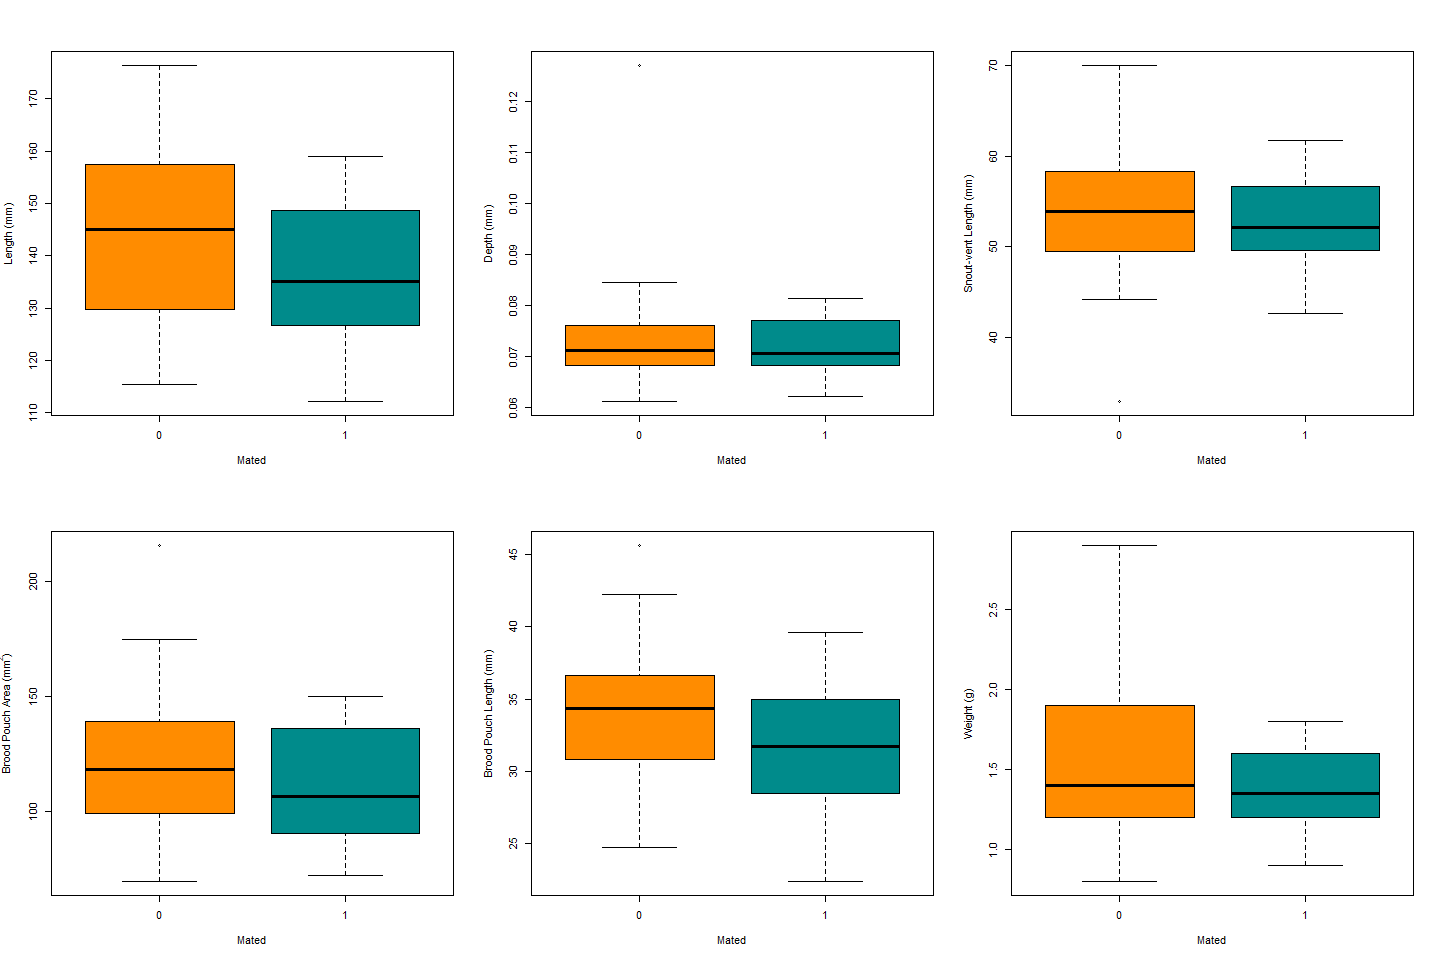 Length (mm)
110 120 130 140 150 160 170
0 1
Mated
Depth (mm)
0.06 0.07 0.08 0.09 0.10 0.11 0.12
0 1
Mated
Snout-vent Length (mm)
40 50 60 70
0 1
Mated
Brood Pouch Area (mm²)
100 150 200
0 1
Mated
Brood Pouch Length (mm)
25 30 35 40 45
0 1
Mated
Weight (g)
1.0 1.5 2.0 2.5
0 1
Mated